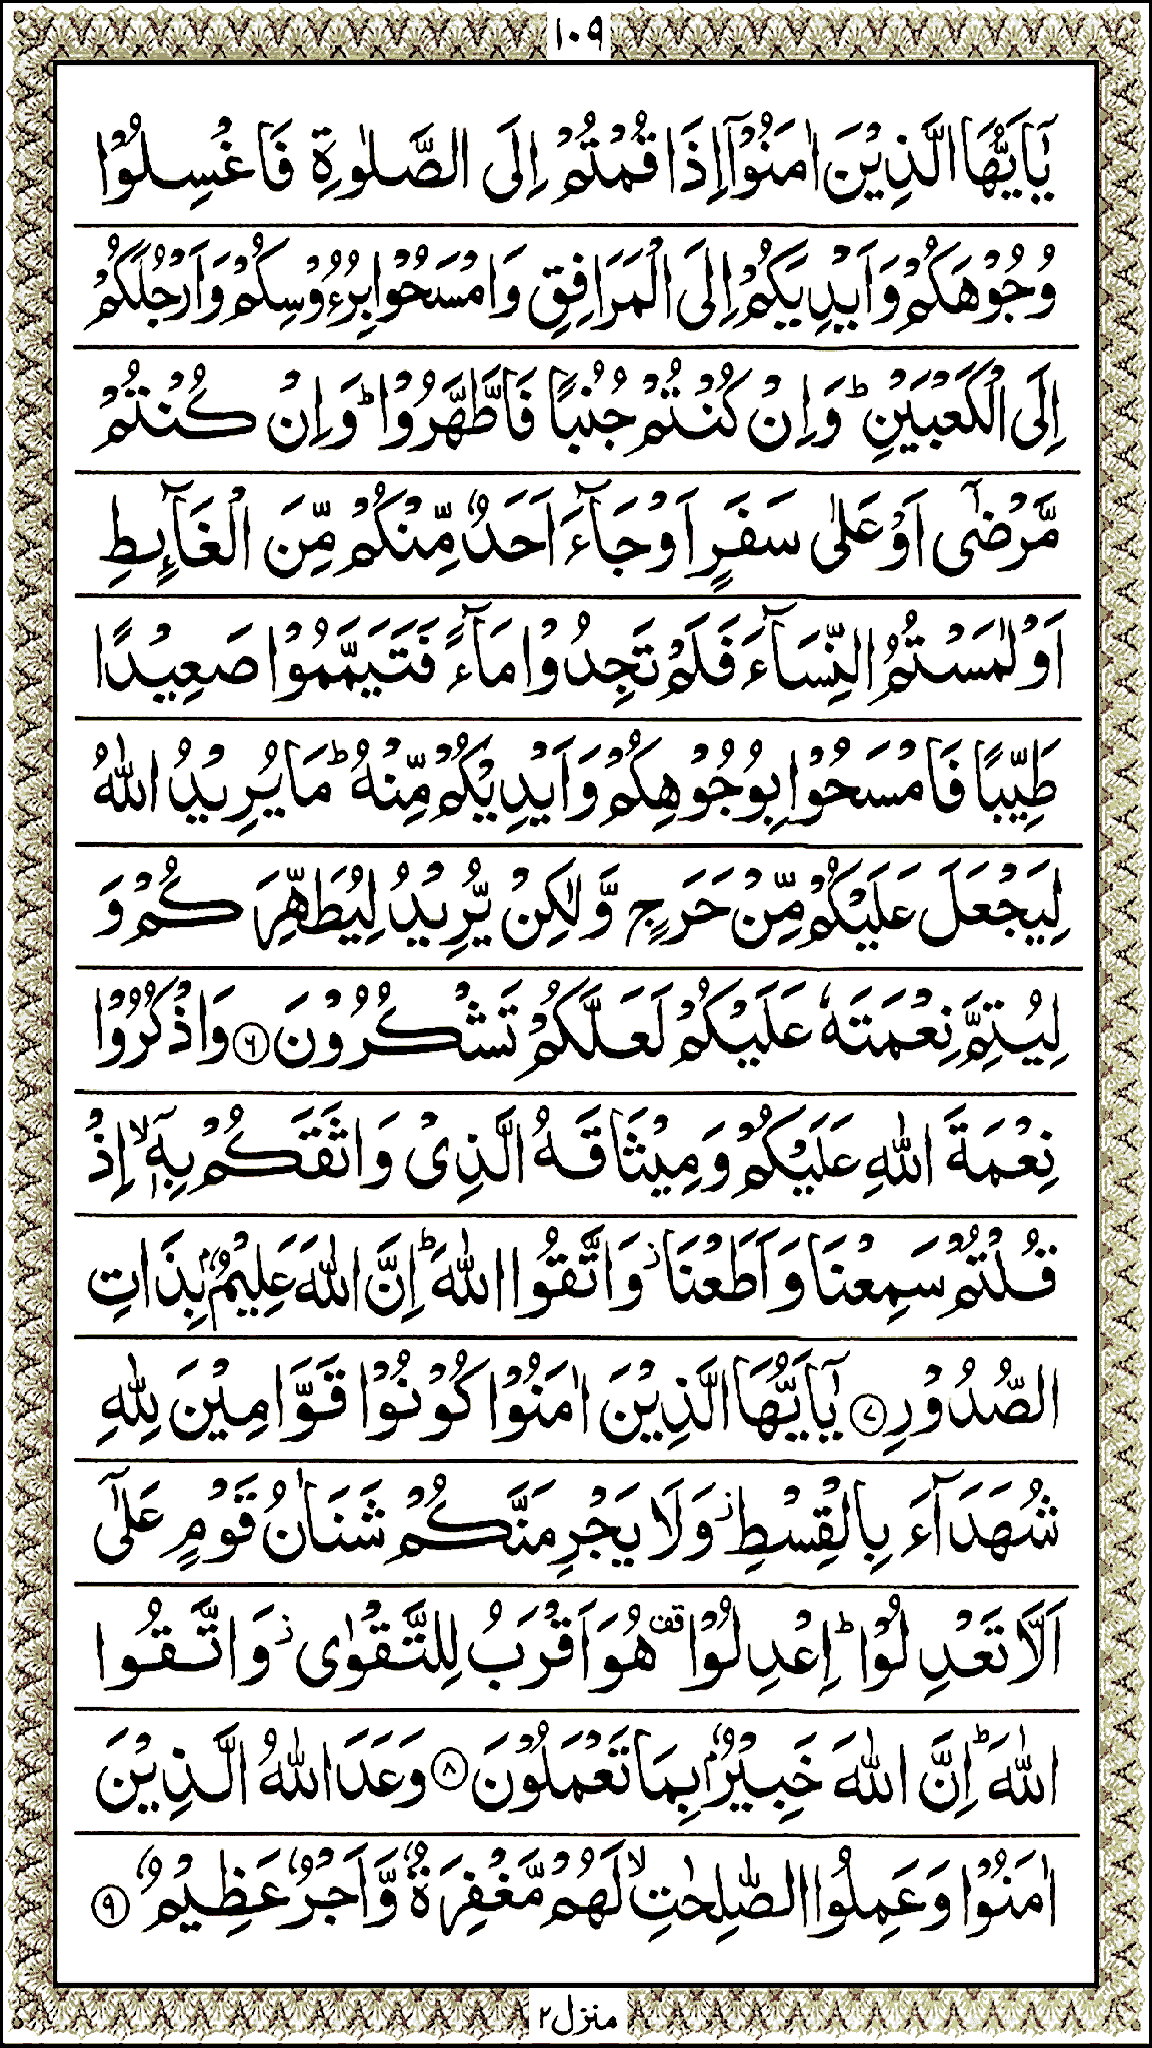 ١٠٩
يٰۤاَيُّهَا الَّذِيْنَ اٰمَنُوْۤا اِذَا قُمْتُمْ اِلَى الصَّلٰوةِ فَاغْسِلُوْا
وُجُوْهَكُمْ وَاَيْدِيَكُمْ اِلَى الْمَرَافِقِ وَامْسَحُوْا بِرُءُوْسِكُمْ وَاَرْجُلَكُمْ
اِلَى الْكَعْبَيْنِ ؕ وَاِنْ كُنْتُمْ جُنُبًا فَاطَّهَّرُوْا ؕ وَاِنْ كُنْتُمْ
مَّرْضٰۤى اَوْ عَلٰى سَفَرٍ اَوْ جَآءَ اَحَدٌ مِّنْكُمْ مِّنَ الْغَآىِٕطِ
اَوْ لٰمَسْتُمُ النِّسَآءَ فَلَمْ تَجِدُوْا مَآءً فَتَيَمَّمُوْا صَعِيْدًا
طَيِّبًا فَامْسَحُوْا بِوُجُوْهِكُمْ وَاَيْدِيْكُمْ مِّنْهُ ؕ مَا يُرِيْدُ اللّٰهُ
لِيَجْعَلَ عَلَيْكُمْ مِّنْ حَرَجٍ وَّلٰكِنْ يُّرِيْدُ لِيُطَهِّرَكُمْ وَ
لِيُتِمَّ نِعْمَتَهٗ عَلَيْكُمْ لَعَلَّكُمْ تَشْكُرُوْنَ ﴿٦﴾ وَاذْكُرُوْا
نِعْمَةَ اللّٰهِ عَلَيْكُمْ وَمِيْثَاقَهُ الَّذِيْ وَاثَقَكُمْ بِهٖۤ ۙ اِذْ
قُلْتُمْ سَمِعْنَا وَاَطَعْنَا ؗ وَاتَّقُوا اللّٰهَ ؕ اِنَّ اللّٰهَ عَلِيْمٌۢ بِذَاتِ
الصُّدُوْرِ ﴿٧﴾ يٰۤاَيُّهَا الَّذِيْنَ اٰمَنُوْا كُوْنُوْا قَوَّامِيْنَ لِلّٰهِ
شُهَدَآءَ بِالْقِسْطِ ؗ وَلَا يَجْرِمَنَّكُمْ شَنَاٰنُ قَوْمٍ عَلٰۤى
اَلَّا تَعْدِلُوْا ؕ اِعْدِلُوْا ۫ هُوَ اَقْرَبُ لِلتَّقْوٰى ؗ وَاتَّقُوا
اللّٰهَ ؕ اِنَّ اللّٰهَ خَبِيْرٌۢ بِمَا تَعْمَلُوْنَ ﴿٨﴾ وَعَدَ اللّٰهُ الَّذِيْنَ
اٰمَنُوْا وَعَمِلُوا الصّٰلِحٰتِ ۙ لَهُمْ مَّغْفِرَةٌ وَّاَجْرٌ عَظِيْمٌ ﴿٩﴾
منزل ٢